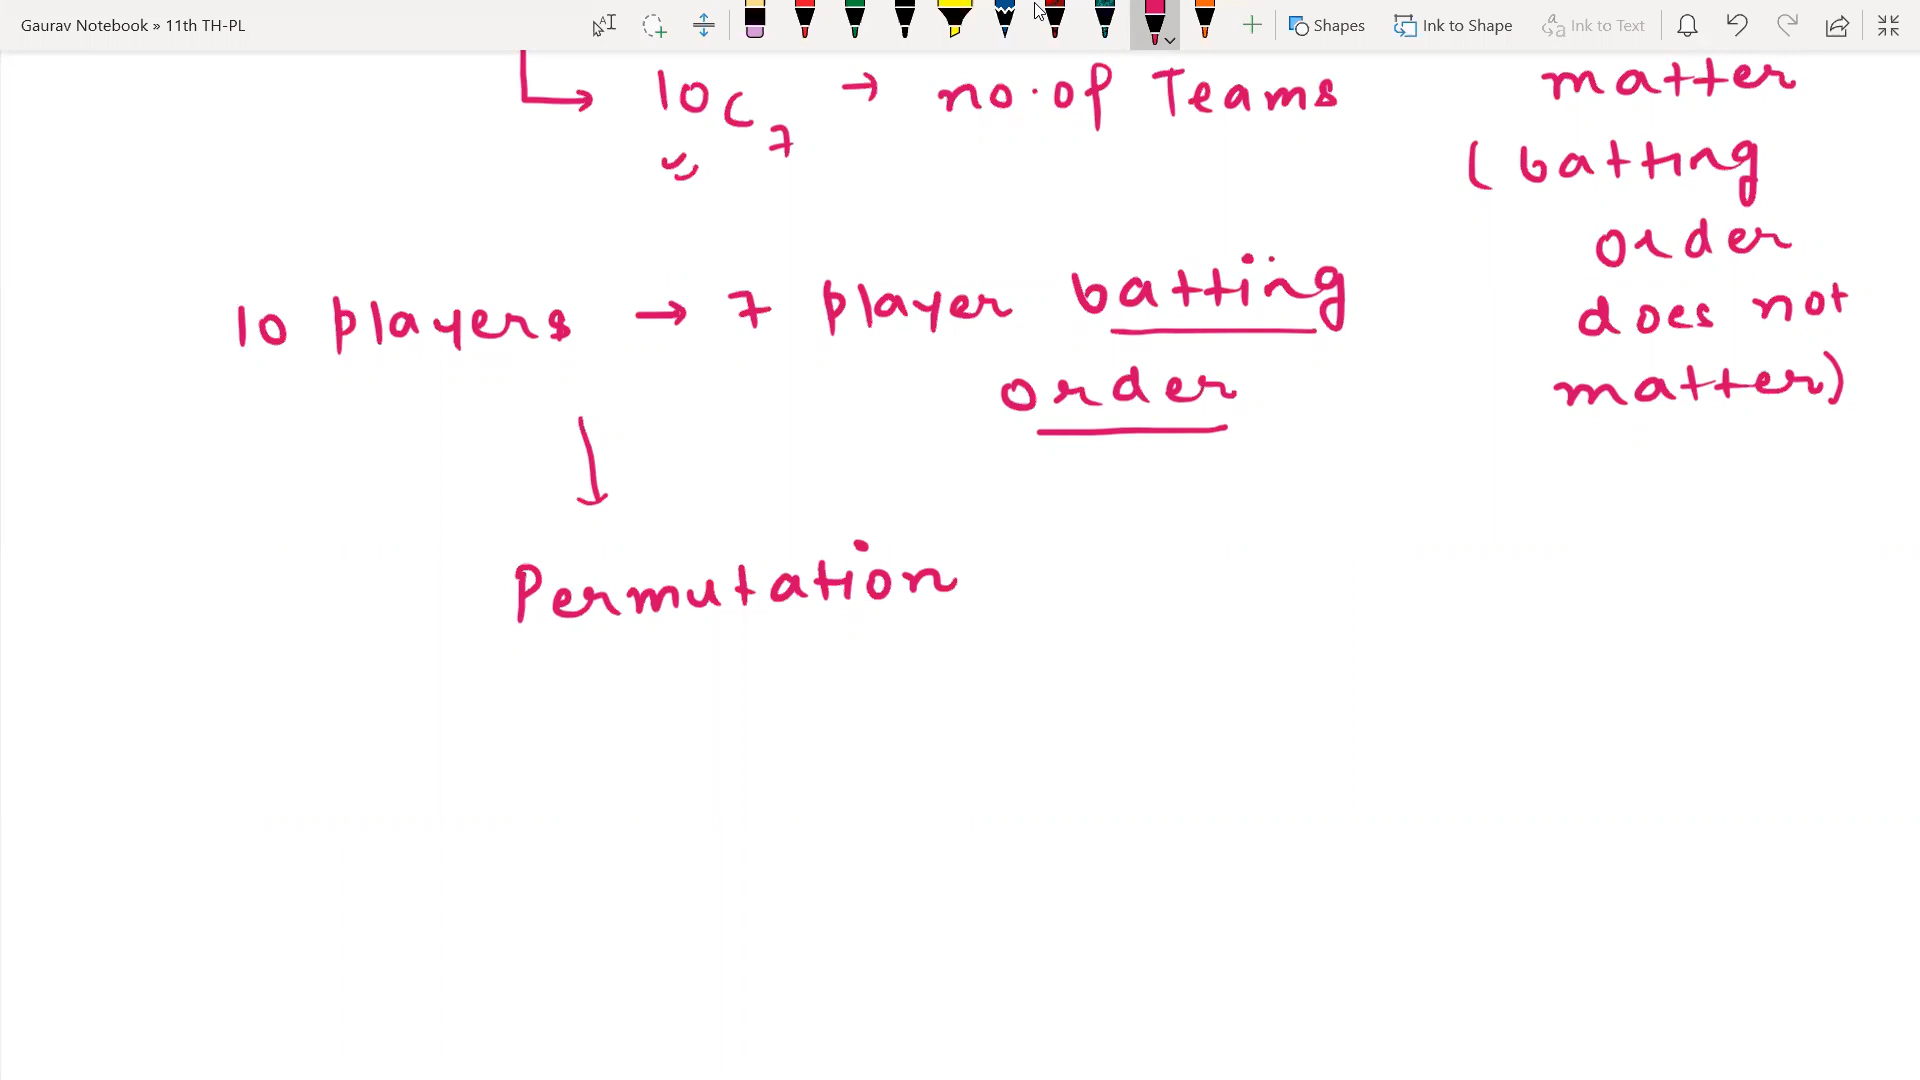 Gaurav Notebook » 11th TH-PL
Shapes
Ink to Shape
Ink to Text
10C7 → no. of Teams
matter
(batting
order
does not
matter)
10 players → 7 player batting
order
Permutation